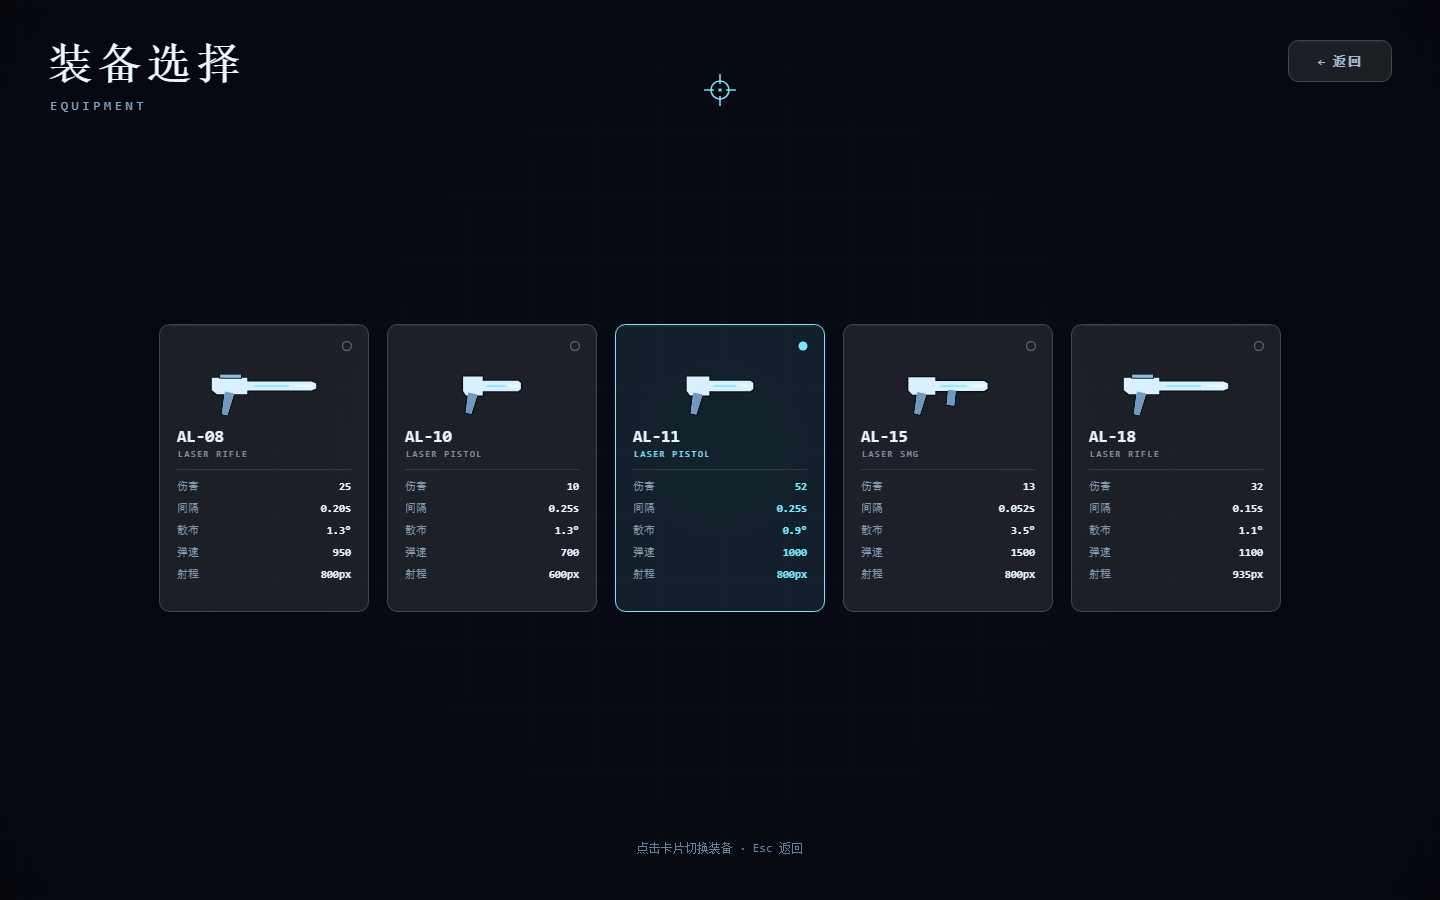 装备选择
EQUIPMENT
← 返回
AL-08
LASER RIFLE
伤害 25
间隔 0.20s
散布 1.3°
弹速 950
射程 800px
AL-10
LASER PISTOL
伤害 10
间隔 0.25s
散布 1.3°
弹速 700
射程 600px
AL-11
LASER PISTOL
伤害 52
间隔 0.25s
散布 0.9°
弹速 1000
射程 800px
AL-15
LASER SMG
伤害 13
间隔 0.052s
散布 3.5°
弹速 1500
射程 800px
AL-18
LASER RIFLE
伤害 32
间隔 0.15s
散布 1.1°
弹速 1100
射程 935px
点击卡片切换装备 · Esc 返回